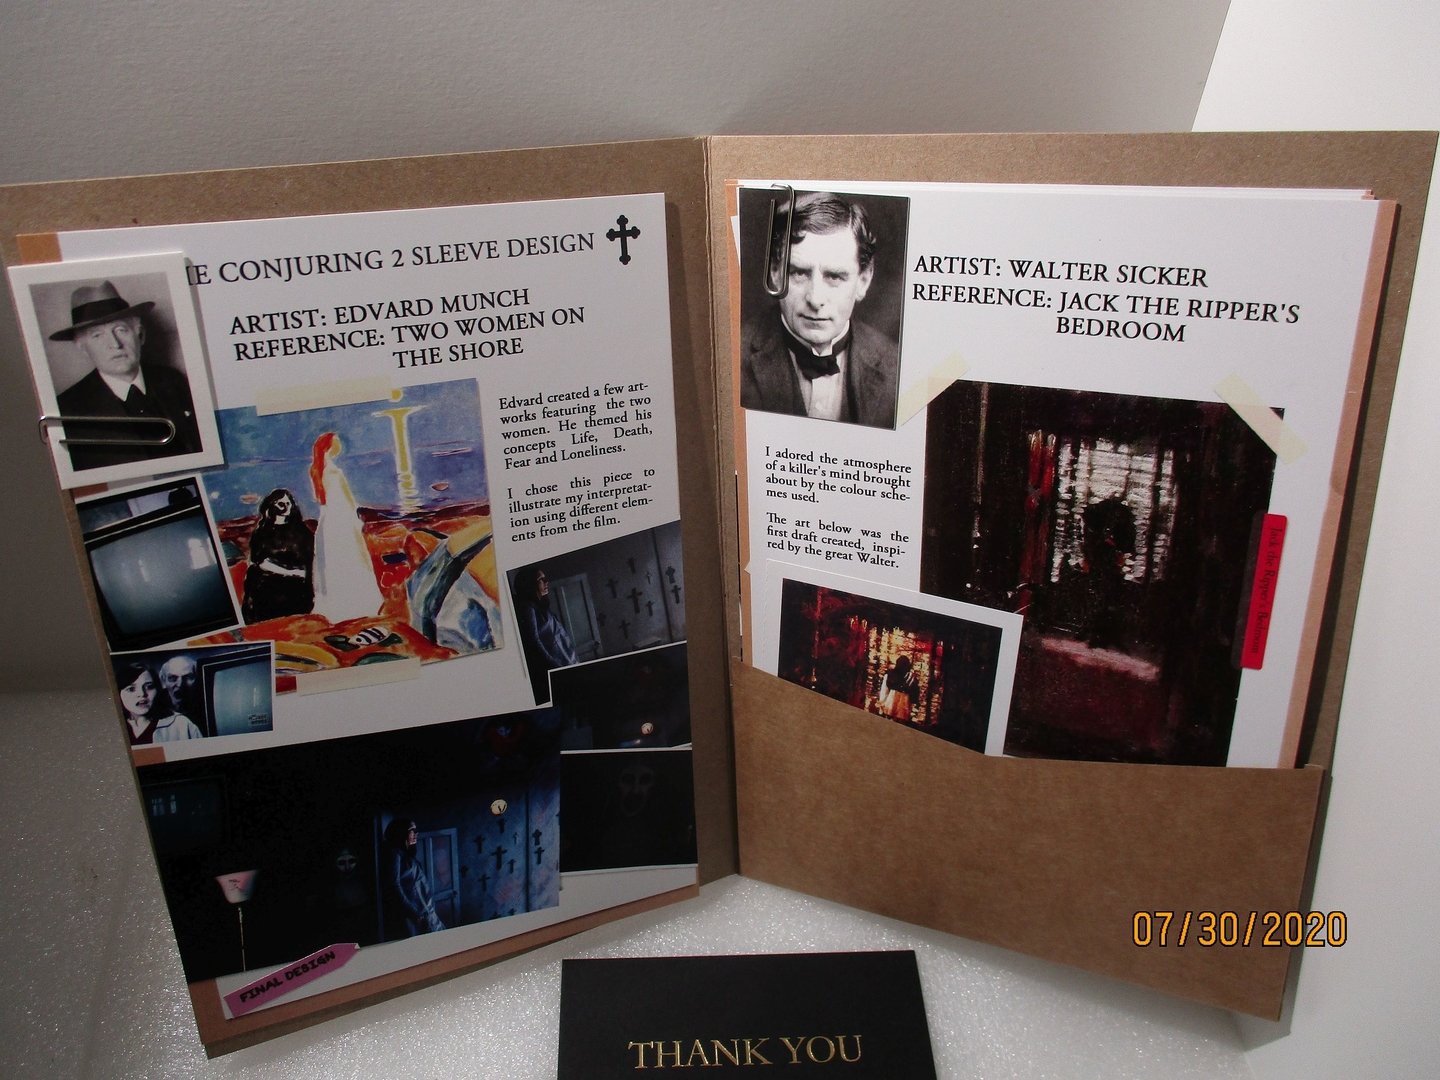 HE CONJURING 2 SLEEVE DESIGN
ARTIST: EDVARD MUNCH
REFERENCE: TWO WOMEN ON
THE SHORE
Edvard created a few art-
works featuring the two
women. He themed his
concepts Life, Death,
Fear and Loneliness.
I chose this piece to
illustrate my interpretat-
ion using different elem-
ents from the film.
FINAL DESIGN
ARTIST: WALTER SICKER
REFERENCE: JACK THE RIPPER'S
BEDROOM
I adored the atmosphere
of a killer's mind brought
about by the colour sche-
mes used.
The art below was the
first draft created, inspi-
red by the great Walter.
Jack the Ripper's Bedroom
07/30/2020
THANK YOU